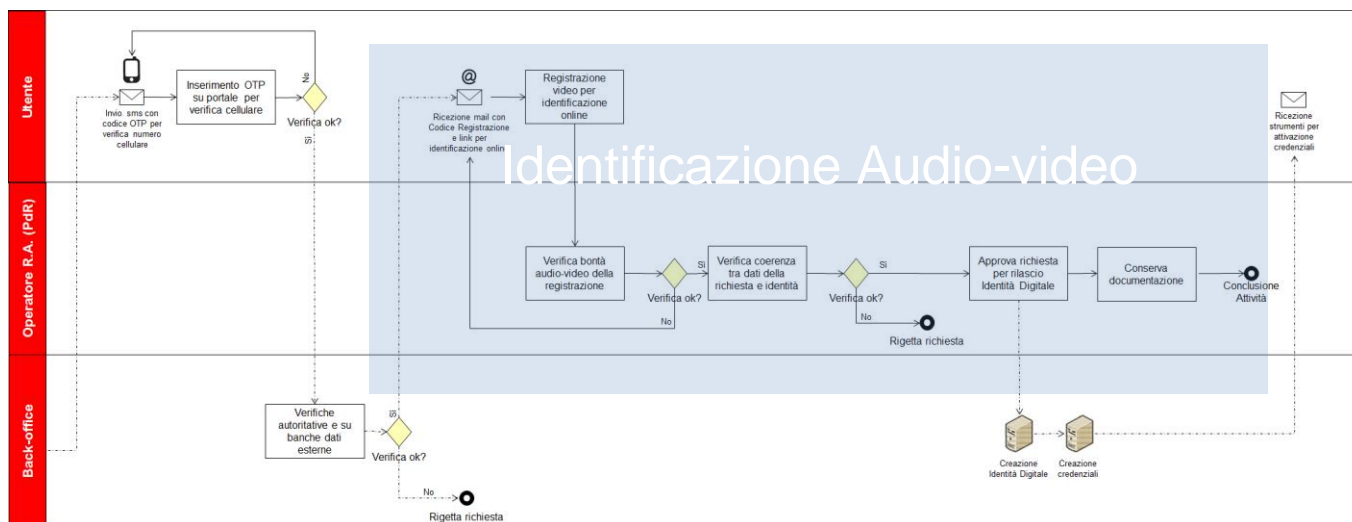 Utente
No
@
Inserimento OTP
su portale per
verifica cellulare
Invio sms con
codice OTP per
verifica numero
cellulare
Verifica ok?
Si
Si
Ricezione mail con
Codice Registrazione
e link per
identificazione online
Registrazione
video per
identificazione
online
Ricezione
strumenti per
attivazione
credenziali
Identificazione Audio-video
Operatore R.A. (PdR)
Verifica bontà
audio-video della
registrazione
Si
Verifica ok?
No
Verifica coerenza
tra dati della
richiesta e identità
Si
Verifica ok?
No
Rigetta richiesta
Approva richiesta
per rilascio
Identità Digitale
Conserva
documentazione
Conclusione
Attività
Back-office
Verifiche
autoritative e su
banche dati
esterne
Verifica ok?
No
Rigetta richiesta
Creazione
Identità Digitale
Creazione
credenziali